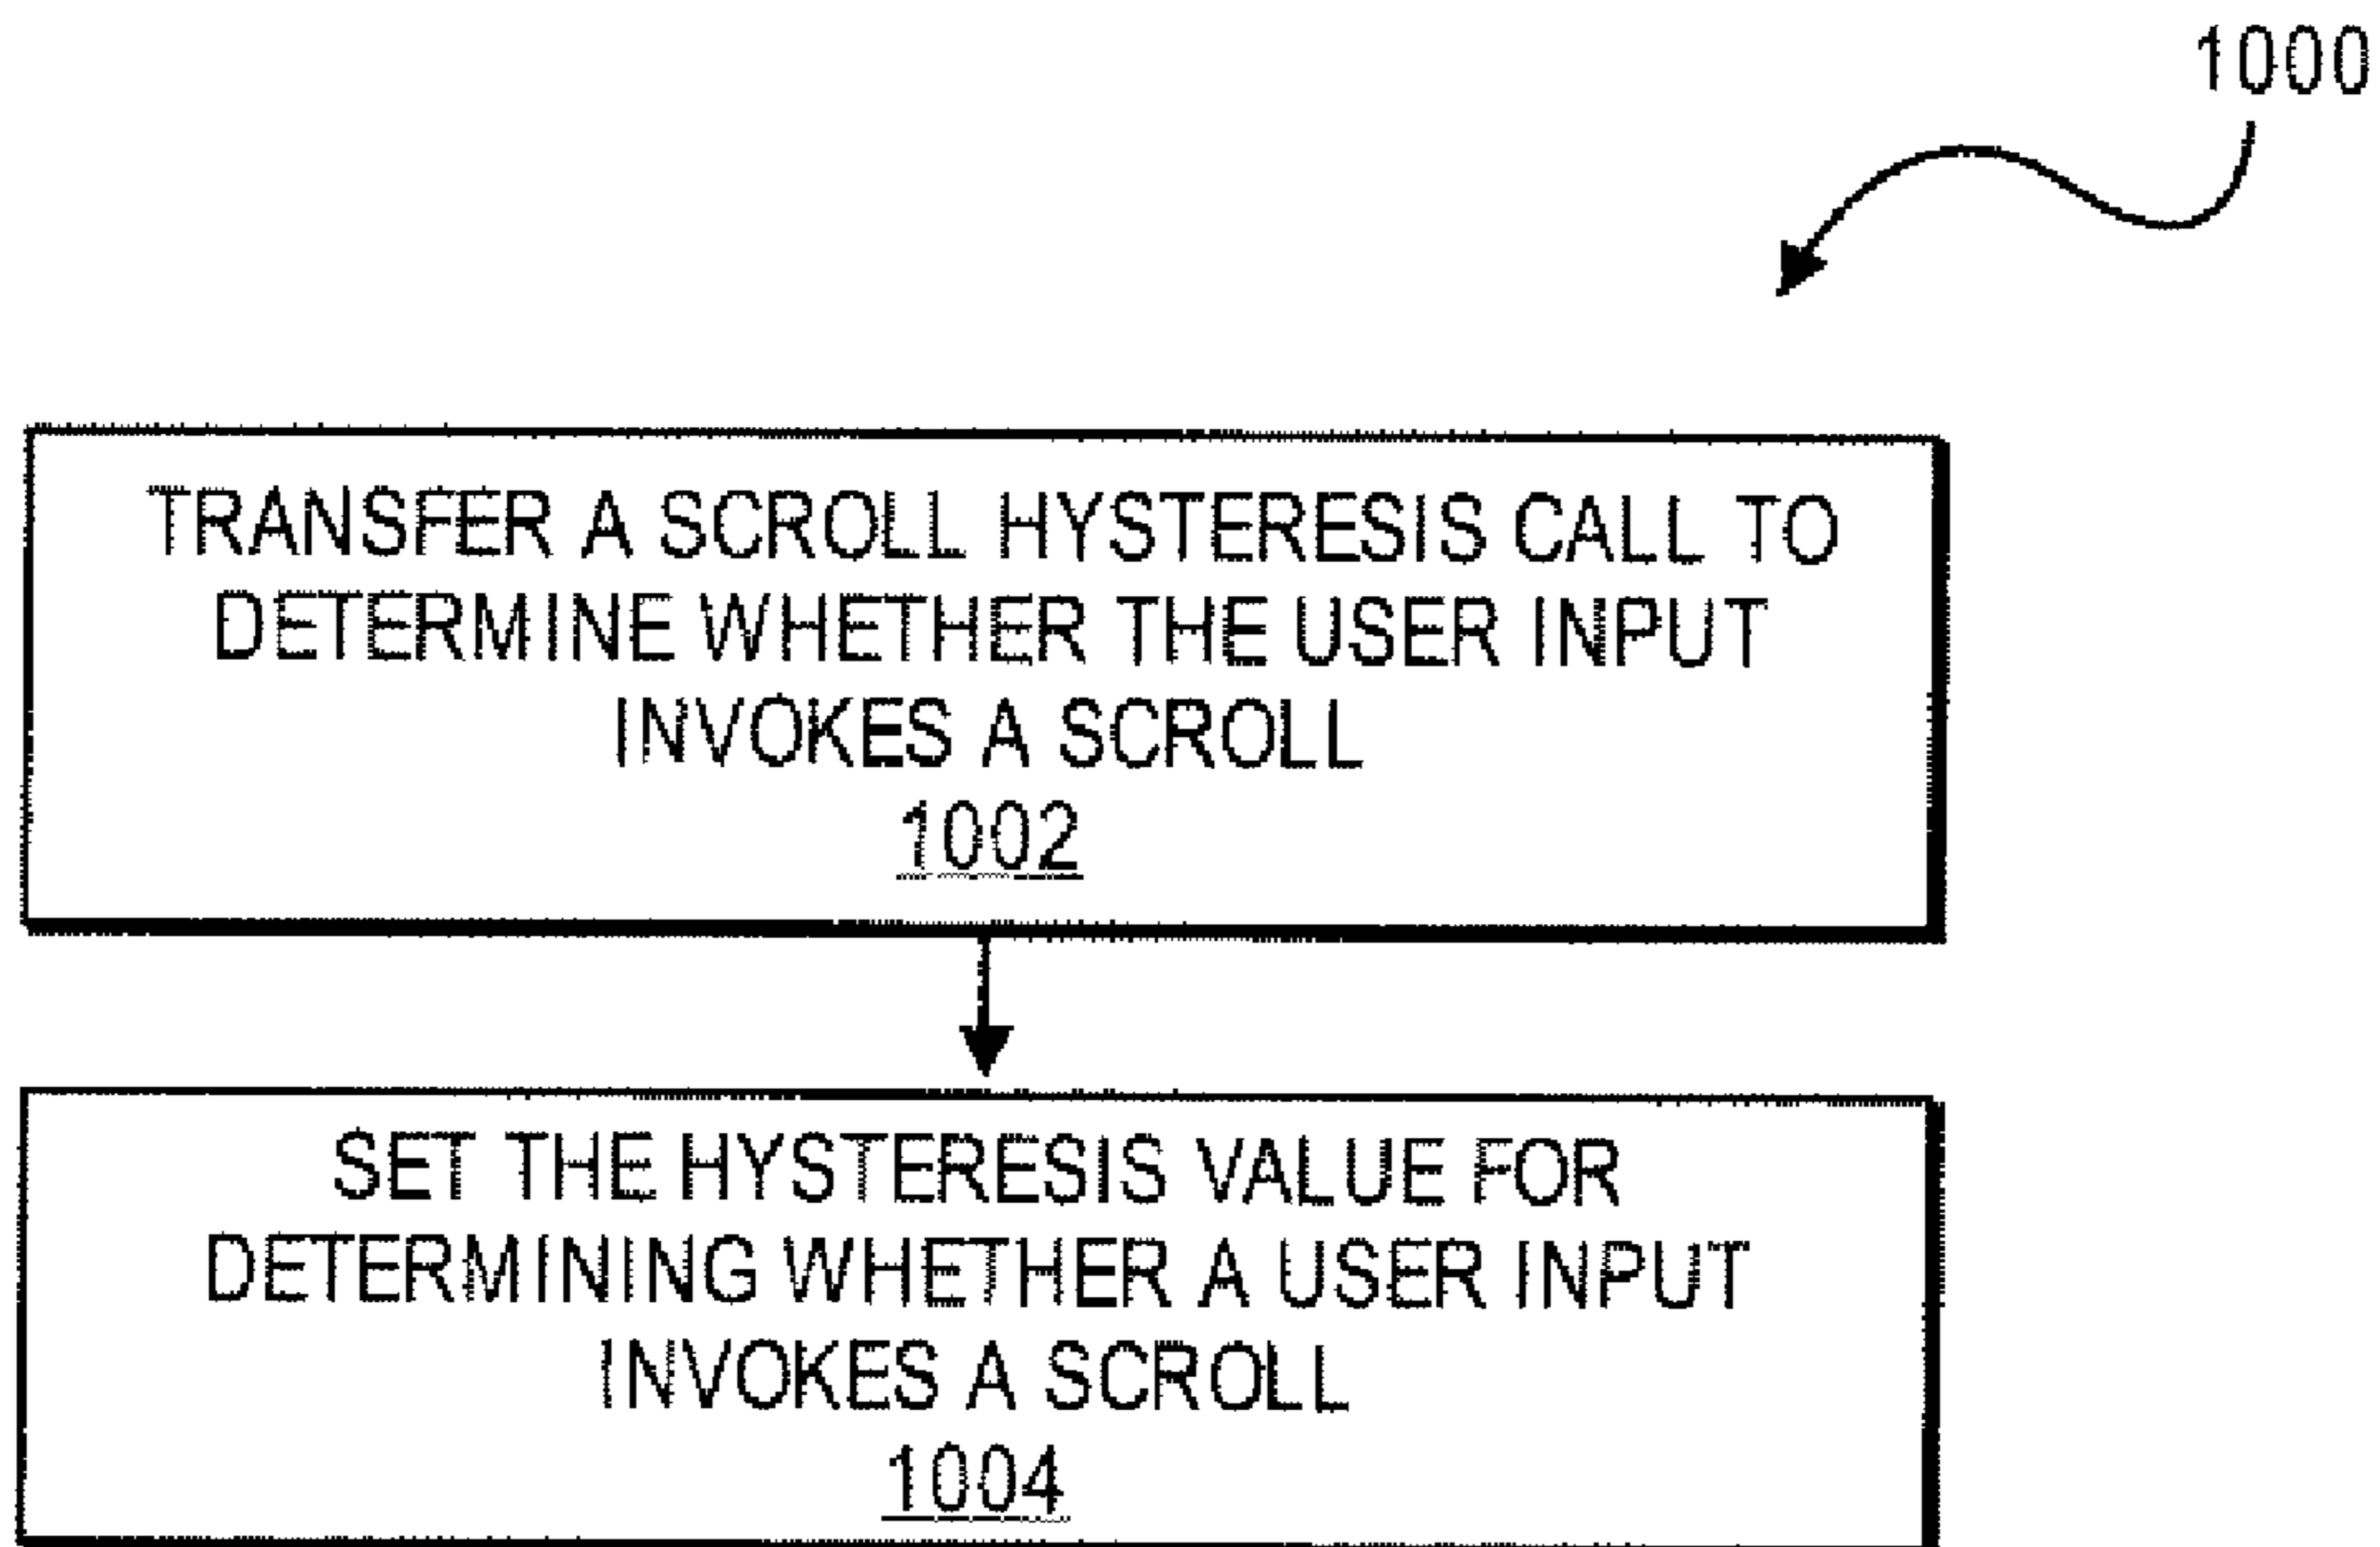 1000
TRANSFER A SCROLL HYSTERESIS CALL TO
DETERMINE WHETHER THE USER INPUT
INVOKES A SCROLL
1002
SET THE HYSTERESIS VALUE FOR
DETERMINING WHETHER A USER INPUT
INVOKES A SCROLL
1004